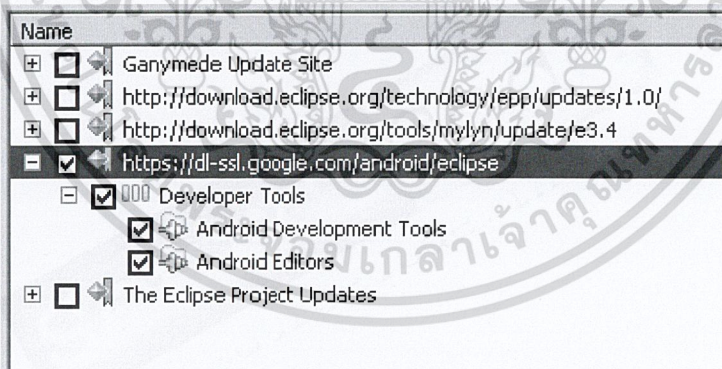 Name
Ganymede Update Site
http://download.eclipse.org/technology/epp/updates/1.0/
http://download.eclipse.org/tools/mylyn/update/e3.4
https://dl-ssl.google.com/android/eclipse
Developer Tools
Android Development Tools
Android Editors
The Eclipse Project Updates